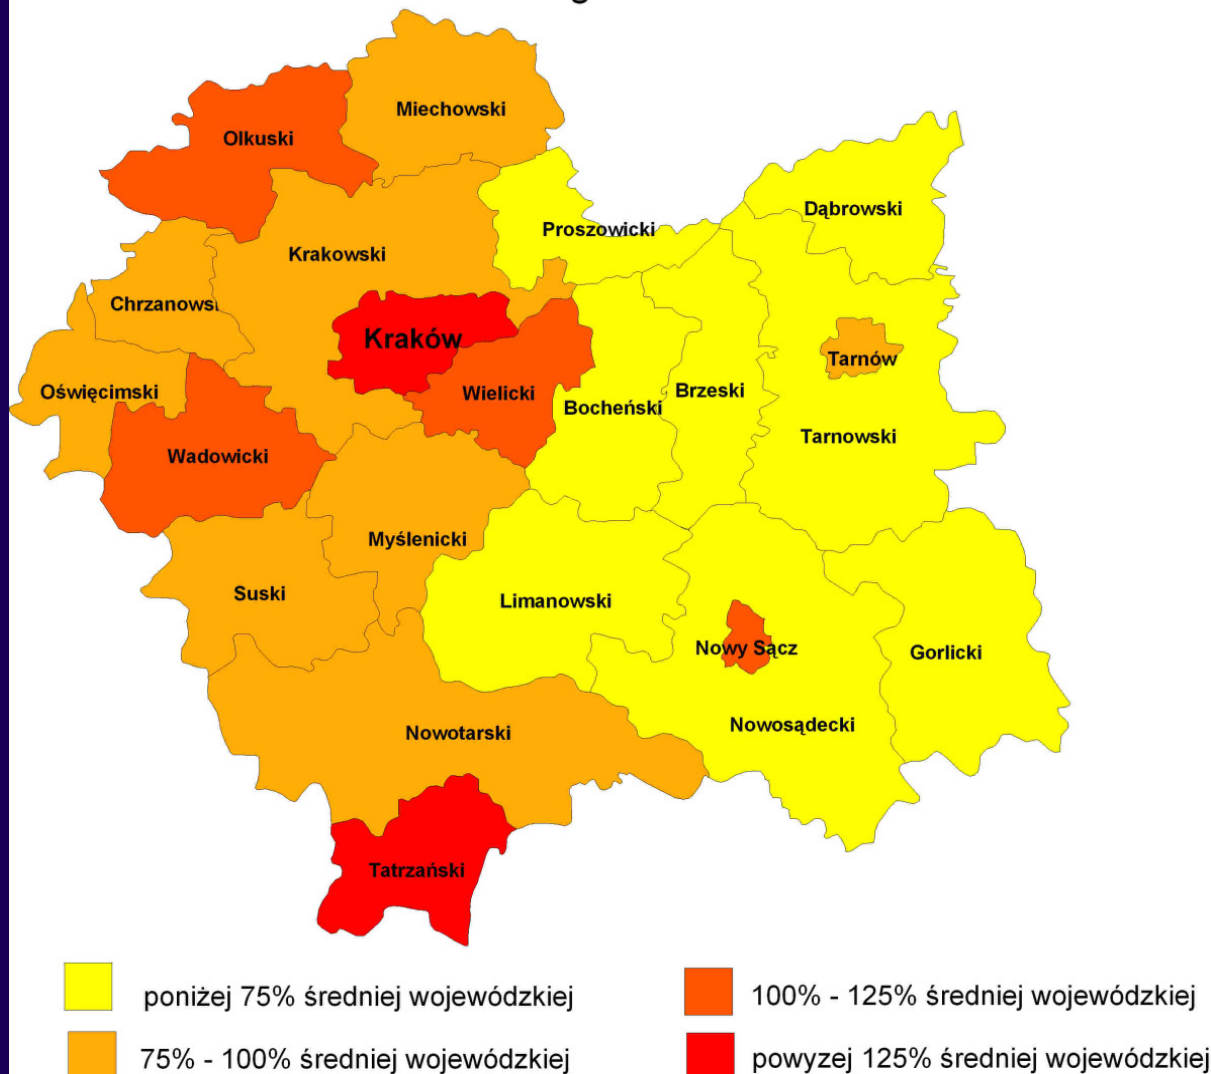 Miechowski
Olkuski
Dąbrowski
Proszowicki
Krakowski
Chrzanows
Kraków
Tarnów
Oświęcimski
Wielicki
Brzeski
Bocheński
Tarnowski
Wadowicki
Myślenicki
Suski
Limanowski
Nowy Sącz
Gorlicki
Nowosądecki
Nowotarski
Tatrzański
poniżej 75% średniej wojewódzkiej
100% - 125% średniej wojewódzkiej
75% - 100% średniej wojewódzkiej
powyzej 125% średniej wojewódzkiej